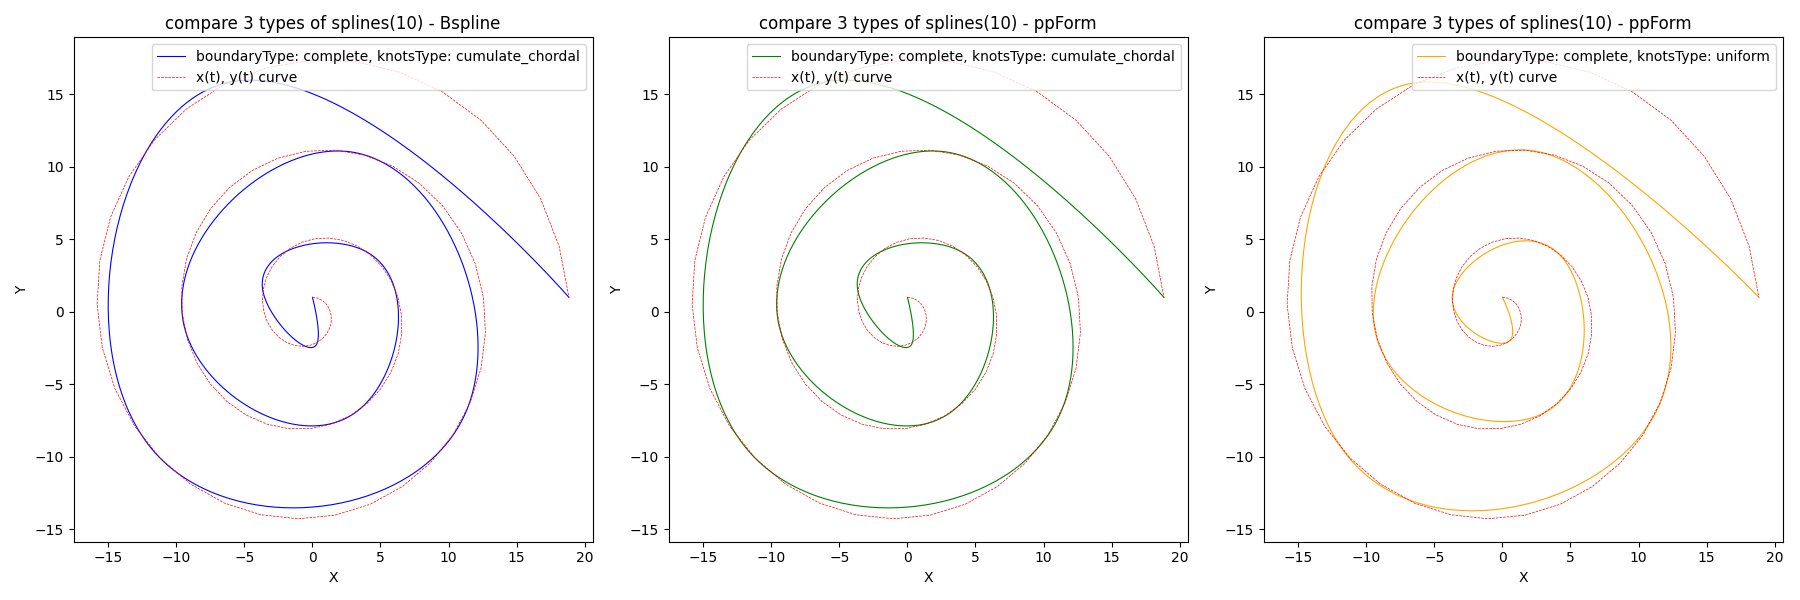 compare 3 types of splines(10) - Bspline
boundaryType: complete, knotsType: cumulate_chordal
x(t), y(t) curve
15
10
5
0
−5
−10
−15
Y
−15 −10 −5 0 5 10 15 20
X
compare 3 types of splines(10) - ppForm
boundaryType: complete, knotsType: cumulate_chordal
x(t), y(t) curve
15
10
5
0
−5
−10
−15
Y
−15 −10 −5 0 5 10 15 20
X
compare 3 types of splines(10) - ppForm
boundaryType: complete, knotsType: uniform
x(t), y(t) curve
15
10
5
0
−5
−10
−15
Y
−15 −10 −5 0 5 10 15 20
X